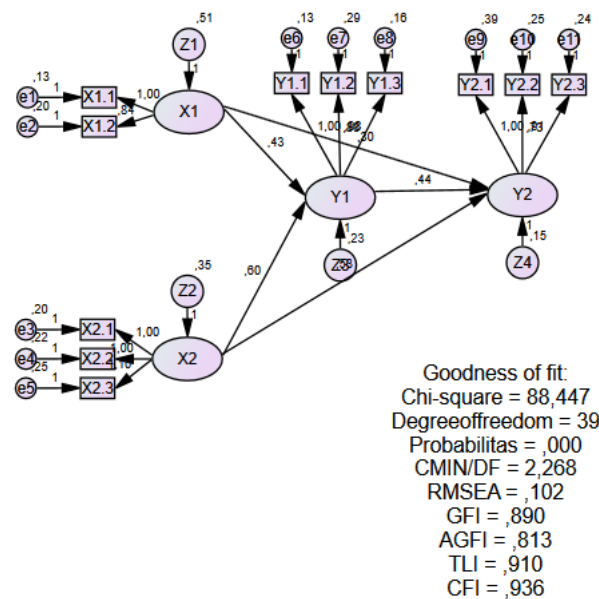 ,51
Z1
1
,13
e1
1
X1.1
1,00
X1
,20
e2
1
X1.2
,84
,13
e6
1
Y1.1
,29
e7
1
Y1.2
,16
e8
1
Y1.3
,39
e9
1
Y2.1
,25
e10
1
Y2.2
,24
e11
1
Y2.3
1,00
,30
1,00
,43
,44
Y1
Y2
1
,23
1
,15
Z4
,60
,35
Z2
1
,20
e3
1
X2.1
1,00
,22
e4
1
X2.2
1,00
X2
,25
e5
1
X2.3
Goodness of fit:
Chi-square = 88,447
Degreeoffreedom = 39
Probabilitas = ,000
CMIN/DF = 2,268
RMSEA = ,102
GFI = ,890
AGFI = ,813
TLI = ,910
CFI = ,936